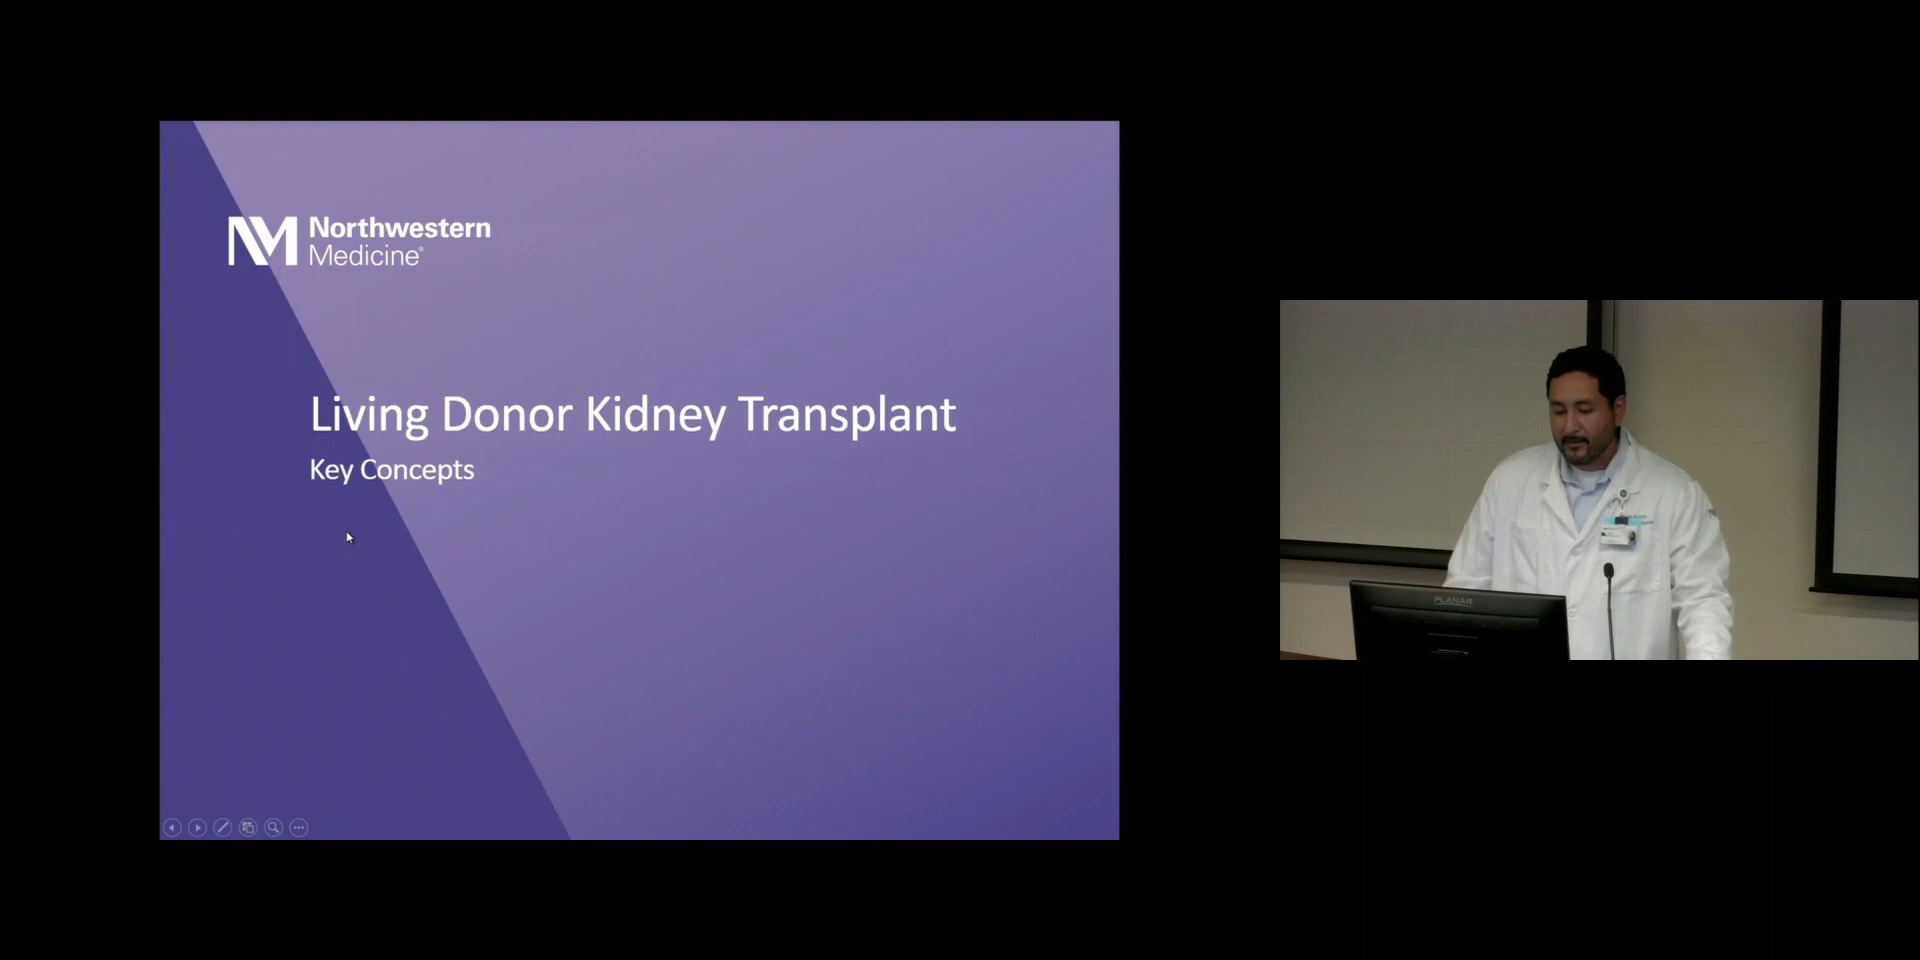 Northwestern
Medicine®
Living Donor Kidney Transplant
Key Concepts
PLANAR